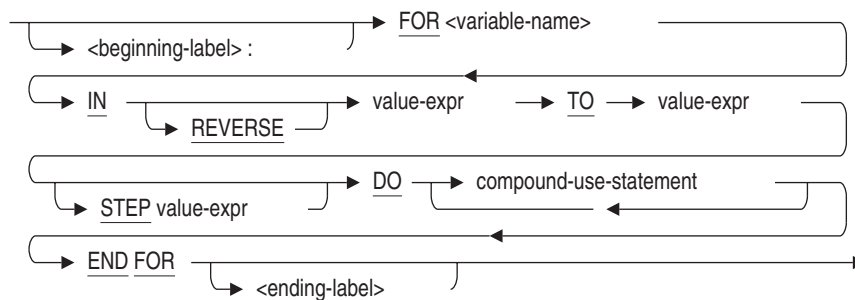 FOR <variable-name>
<beginning-label> :
IN value-expr TO value-expr
REVERSE
DO compound-use-statement
STEP value-expr
END FOR
<ending-label>